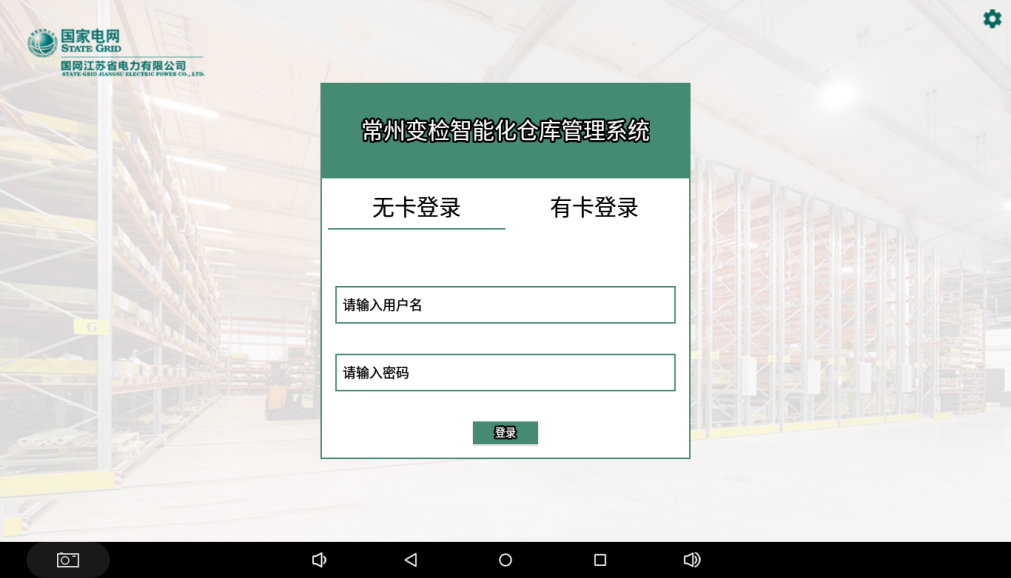 国家电网
STATE GRID
国网江苏省电力有限公司
STATE GRID JIANGSU ELECTRIC POWER CO., LTD.
常州变检智能化仓库管理系统
无卡登录
有卡登录
请输入用户名
请输入密码
登录
6